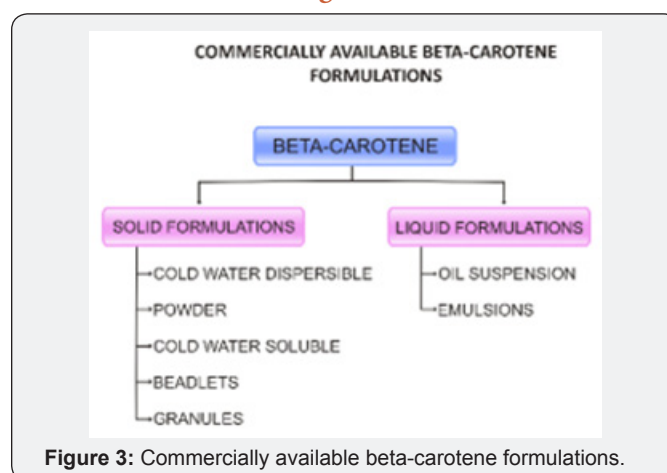 COMMERCIALLY AVAILABLE BETA-CAROTENE
FORMULATIONS
BETA-CAROTENE
SOLID FORMULATIONS
COLD WATER DISPERSIBLE
POWDER
COLD WATER SOLUBLE
BEADLETS
GRANULES
LIQUID FORMULATIONS
OIL SUSPENSION
EMULSIONS
Figure 3: Commercially available beta-carotene formulations.